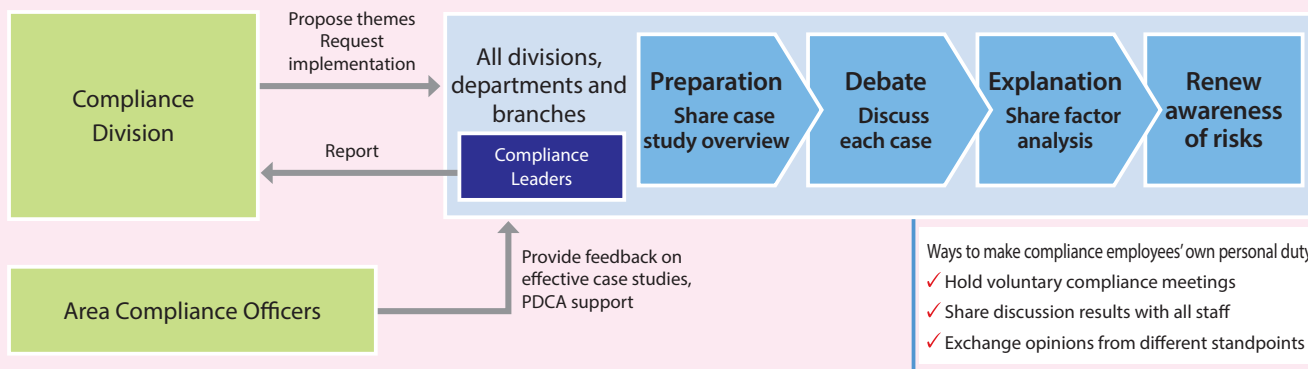 Compliance
Division
Propose themes
Request
implementation
Report
All divisions,
departments and
branches
Compliance
Leaders
Preparation
Share case
study overview
Debate
Discuss
each case
Explanation
Share factor
analysis
Renew
awareness
of risks
Area Compliance Officers
Provide feedback on
effective case studies,
PDCA support
Ways to make compliance employees' own personal duty
✓ Hold voluntary compliance meetings
✓ Share discussion results with all staff
✓ Exchange opinions from different standpoints